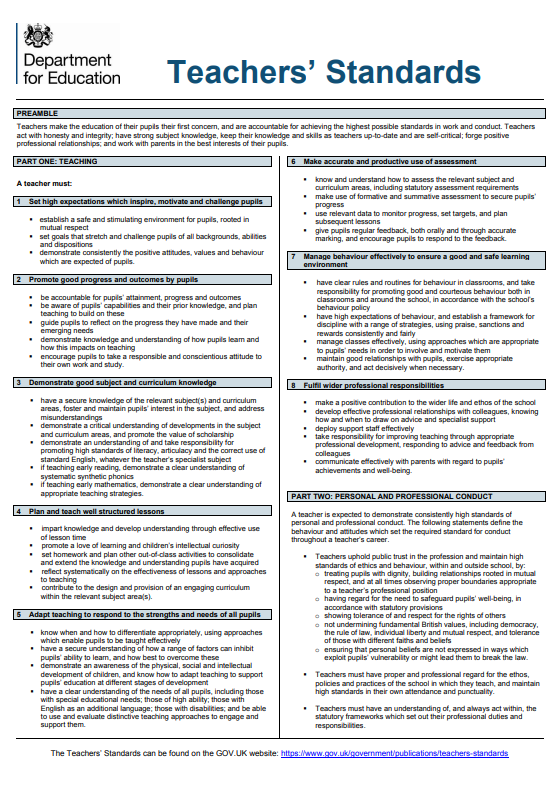 Department
for Education
Teachers’ Standards
PREAMBLE
Teachers make the education of their pupils their first concern, and are accountable for achieving the highest possible standards in work and conduct. Teachers
act with honesty and integrity; have strong subject knowledge, keep their knowledge and skills as teachers up-to-date and are self-critical; forge positive
professional relationships; and work with parents in the best interests of their pupils.
PART ONE: TEACHING
A teacher must:
1 Set high expectations which inspire, motivate and challenge pupils
• establish a safe and stimulating environment for pupils, rooted in
mutual respect
• set goals that stretch and challenge pupils of all backgrounds, abilities
and dispositions
• demonstrate consistently the positive attitudes, values and behaviour
which are expected of pupils.
2 Promote good progress and outcomes by pupils
• be accountable for pupils’ attainment, progress and outcomes
• be aware of pupils’ capabilities and their prior knowledge, and plan
teaching to build on these
• guide pupils to reflect on the progress they have made and their
emerging needs
• demonstrate knowledge and understanding of how pupils learn and
how this impacts on teaching
• encourage pupils to take a responsible and conscientious attitude to
their own work and study.
3 Demonstrate good subject and curriculum knowledge
• have a secure knowledge of the relevant subject(s) and curriculum
areas, foster and maintain pupils’ interest in the subject, and address
misunderstandings
• demonstrate a critical understanding of developments in the subject
and curriculum areas, and promote the value of scholarship
• demonstrate an understanding of and take responsibility for
promoting high standards of literacy, articulacy and the correct use of
standard English, whatever the teacher’s specialist subject
• if teaching early reading, demonstrate a clear understanding of
systematic synthetic phonics
• if teaching early mathematics, demonstrate a clear understanding of
appropriate teaching strategies.
4 Plan and teach well structured lessons
• impart knowledge and develop understanding through effective use
of lesson time
• promote a love of learning and children’s intellectual curiosity
• set homework and plan other out-of-class activities to consolidate
and extend the knowledge and understanding pupils have acquired
• reflect systematically on the effectiveness of lessons and approaches
to teaching
• contribute to the design and provision of an engaging curriculum
within the relevant subject area(s).
5 Adapt teaching to respond to the strengths and needs of all pupils
• know when and how to differentiate appropriately, using approaches
which enable pupils to be taught effectively
• have a secure understanding of how a range of factors can inhibit
pupils’ ability to learn, and how best to overcome these
• demonstrate an awareness of the physical, social and intellectual
development of children, and know how to adapt teaching to support
pupils’ education at different stages of development
• have a clear understanding of the needs of all pupils, including those
with special educational needs; those of high ability; those with
English as an additional language; those with disabilities; and be able
to use and evaluate distinctive teaching approaches to engage and
support them.
6 Make accurate and productive use of assessment
• know and understand how to assess the relevant subject and
curriculum areas, including statutory assessment requirements
• make use of formative and summative assessment to secure pupils’
progress
• use relevant data to monitor progress, set targets, and plan
subsequent lessons
• give pupils regular feedback, both orally and through accurate
marking, and encourage pupils to respond to the feedback.
7 Manage behaviour effectively to ensure a good and safe learning
environment
• have clear rules and routines for behaviour in classrooms, and take
responsibility for promoting good and courteous behaviour both in
classrooms and around the school, in accordance with the school’s
behaviour policy
• have high expectations of behaviour, and establish a framework for
discipline with a range of strategies, using praise, sanctions and
rewards consistently and fairly
• manage classes effectively, using approaches which are appropriate
to pupils’ needs in order to involve and motivate them
• maintain good relationships with pupils, exercise appropriate
authority, and act decisively when necessary.
8 Fulfil wider professional responsibilities
• make a positive contribution to the wider life and ethos of the school
• develop effective professional relationships with colleagues, knowing
how and when to draw on advice and specialist support
• deploy support staff effectively
• take responsibility for improving teaching through appropriate
professional development, responding to advice and feedback from
colleagues
• communicate effectively with parents with regard to pupils’
achievements and well-being.
PART TWO: PERSONAL AND PROFESSIONAL CONDUCT
A teacher is expected to demonstrate consistently high standards of
personal and professional conduct. The following statements define the
behaviour and attitudes which set the required standard for conduct
throughout a teacher’s career.
• Teachers uphold public trust in the profession and maintain high
standards of ethics and behaviour, within and outside school, by:
o treating pupils with dignity, building relationships rooted in mutual
respect, and at all times observing proper boundaries appropriate
to a teacher’s professional position
o having regard for the need to safeguard pupils’ well-being, in
accordance with statutory provisions
o showing tolerance of and respect for the rights of others
o not undermining fundamental British values, including democracy,
the rule of law, individual liberty and mutual respect, and tolerance
of those with different faiths and beliefs
o ensuring that personal beliefs are not expressed in ways which
exploit pupils’ vulnerability or might lead them to break the law.
• Teachers must have proper and professional regard for the ethos,
policies and practices of the school in which they teach, and maintain
high standards in their own attendance and punctuality.
• Teachers must have an understanding of, and always act within, the
statutory frameworks which set out their professional duties and
responsibilities.
The Teachers’ Standards can be found on the GOV.UK website: https://www.gov.uk/government/publications/teachers-standards